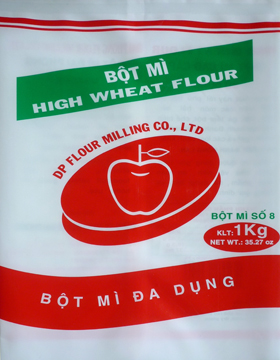 BỘT MÌ
HIGH WHEAT FLOUR
DP FLOUR MILLING CO., LTD
BỘT MÌ SỐ 8
KLT: 1Kg
NET WT.: 35.27 oz
BỘT MÌ ĐA DỤNG